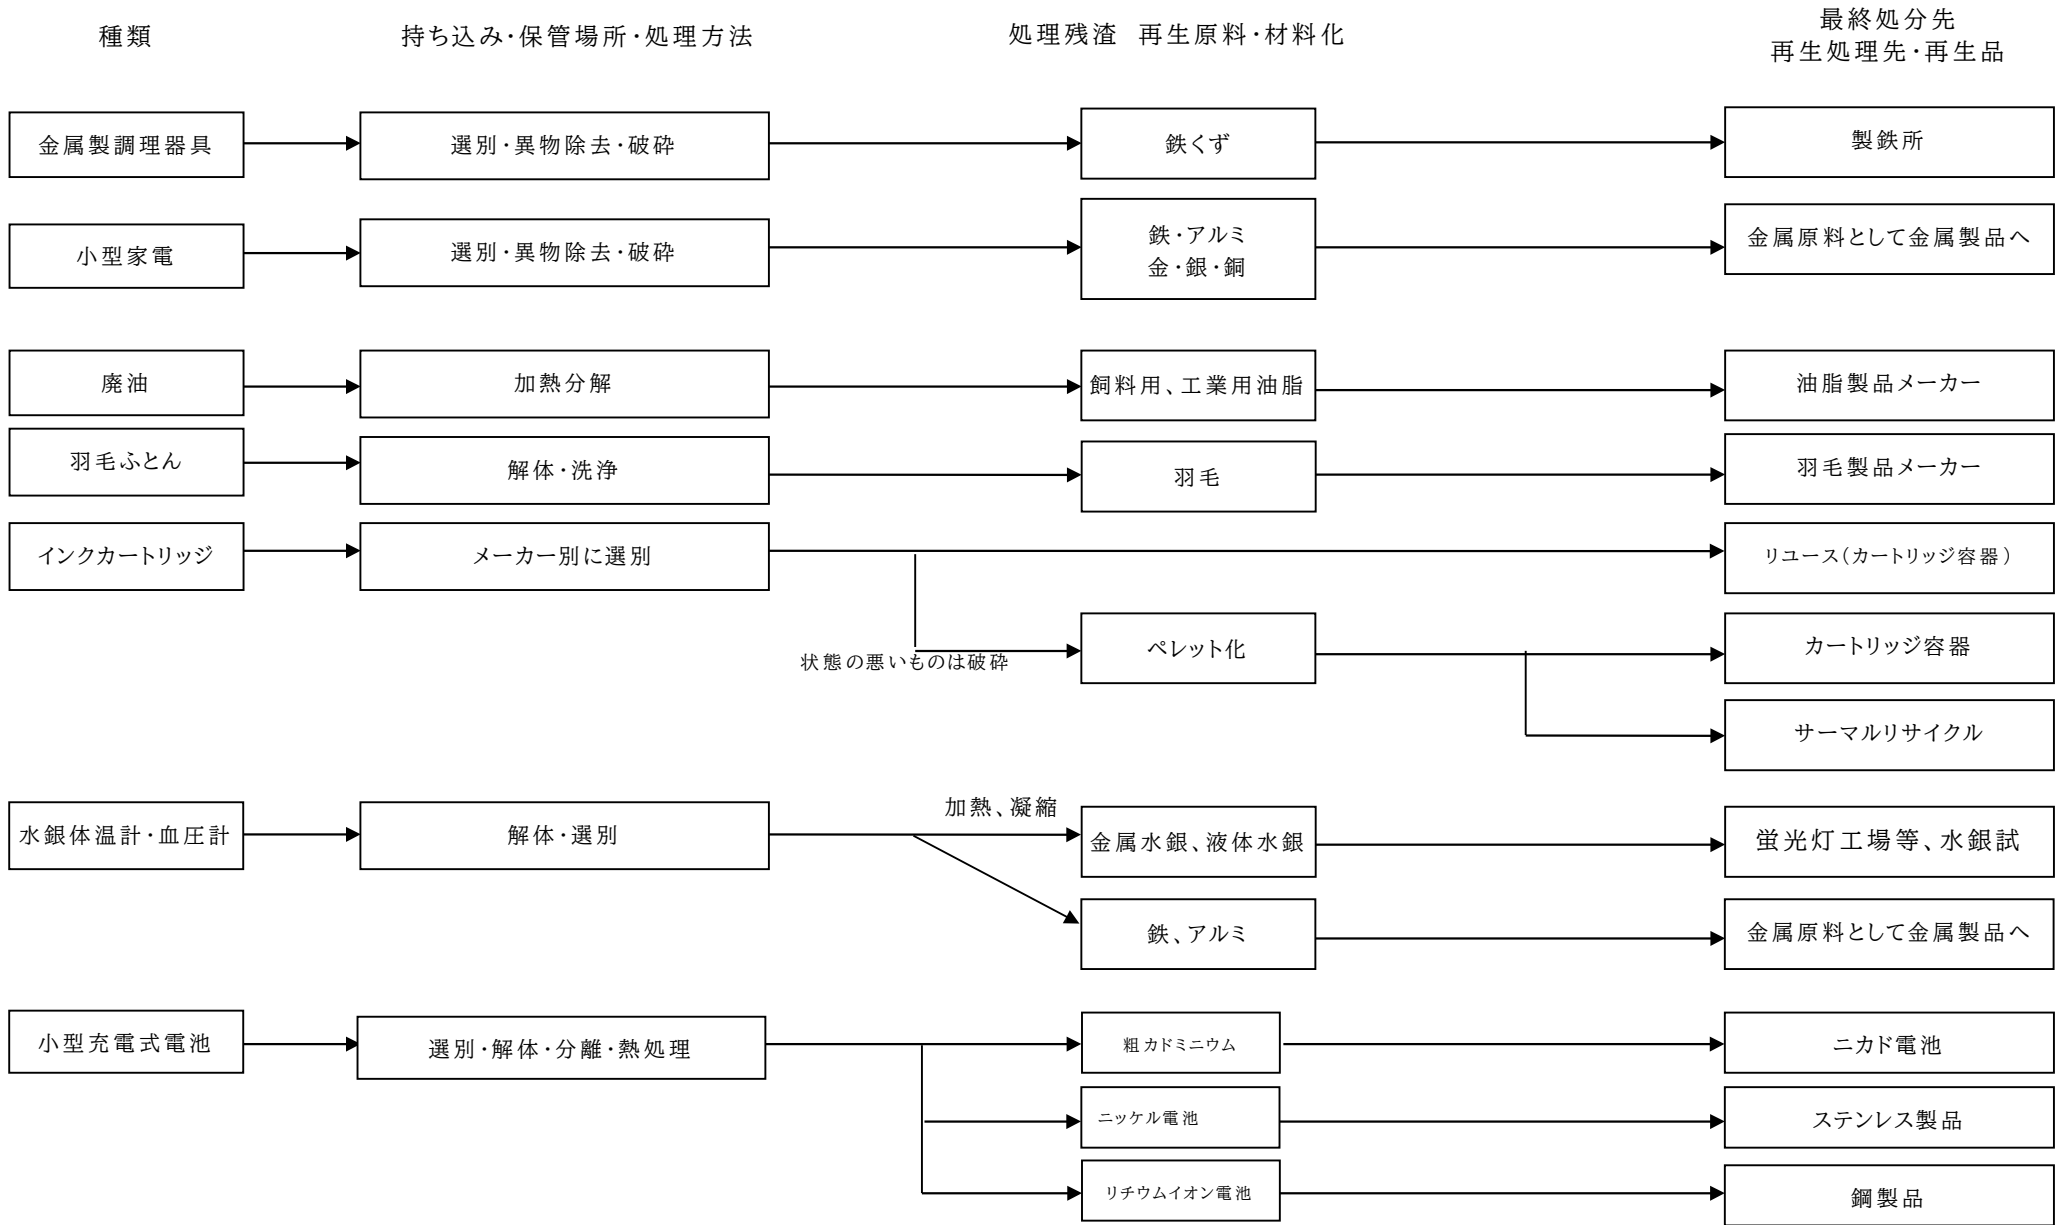 種類
持ち込み・保管場所・処理方法
処理残渣 再生原料・材料化
最終処分先
再生処理先・再生品
金属製調理器具
選別・異物除去・破砕
鉄くず
製鉄所
小型家電
選別・異物除去・破砕
鉄・アルミ
金・銀・銅
金属原料として金属製品へ
廃油
加熱分解
飼料用、工業用油脂
油脂製品メーカー
羽毛ふとん
解体・洗浄
羽毛
羽毛製品メーカー
インクカートリッジ
メーカー別に選別
リユース（カートリッジ容器）
状態の悪いものは破砕
ペレット化
カートリッジ容器
サーマルリサイクル
水銀体温計・血圧計
解体・選別
加熱、凝縮
金属水銀、液体水銀
蛍光灯工場等、水銀試
鉄、アルミ
金属原料として金属製品へ
小型充電式電池
選別・解体・分離・熱処理
粗カドミニウム
ニカド電池
ニッケル電池
ステンレス製品
リチウムイオン電池
鋼製品